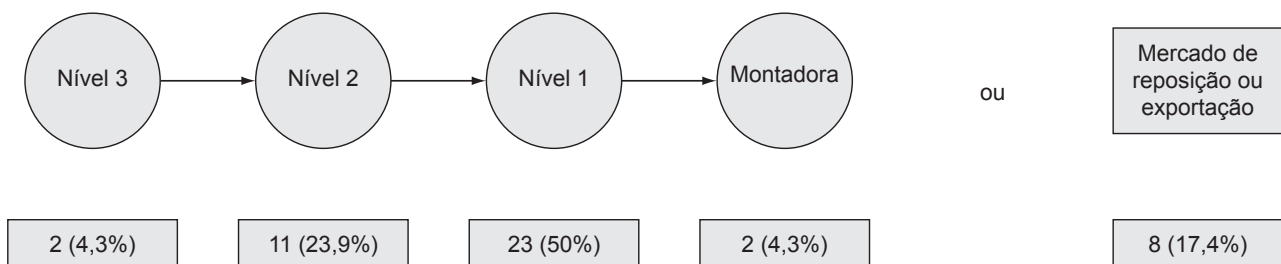 Nível 3
Nível 2
Nível 1
Montadora
ou
Mercado de
reposição ou
exportação
2 (4,3%)
11 (23,9%)
23 (50%)
2 (4,3%)
8 (17,4%)